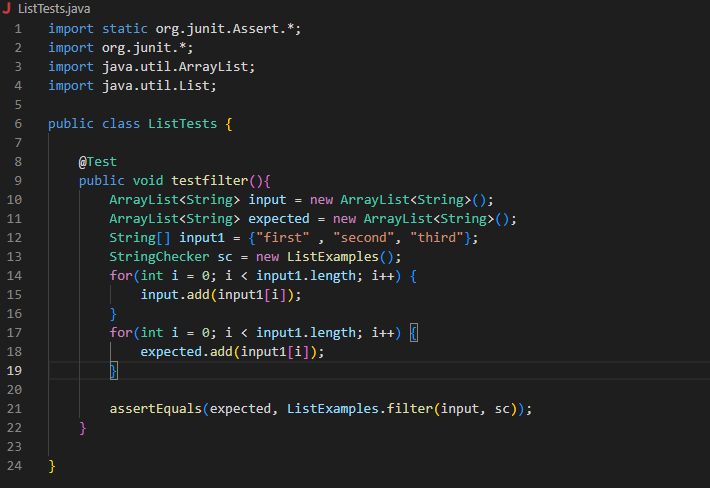 ListTests.java
1 import static org.junit.Assert.*;
2 import org.junit.*;
3 import java.util.ArrayList;
4 import java.util.List;
5
6 public class ListTests {
7
8     @Test
9     public void testfilter(){
10         ArrayList<String> input = new ArrayList<String>();
11         ArrayList<String> expected = new ArrayList<String>();
12         String[] input1 = {"first" , "second", "third"};
13         StringChecker sc = new ListExamples();
14         for(int i = 0; i < input1.length; i++) {
15             input.add(input1[i]);
16         }
17         for(int i = 0; i < input1.length; i++) {
18             expected.add(input1[i]);
19         }
20
21         assertEquals(expected, ListExamples.filter(input, sc));
22     }
23
24 }